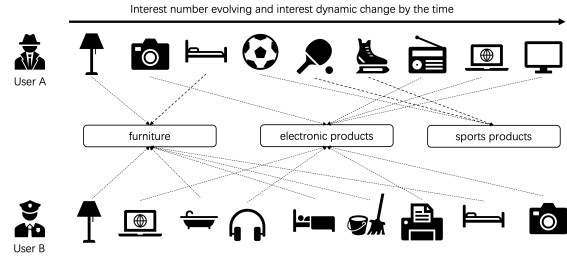 Interest number evolving and interest dynamic change by the time
User A
furniture
electronic products
sports products
User B